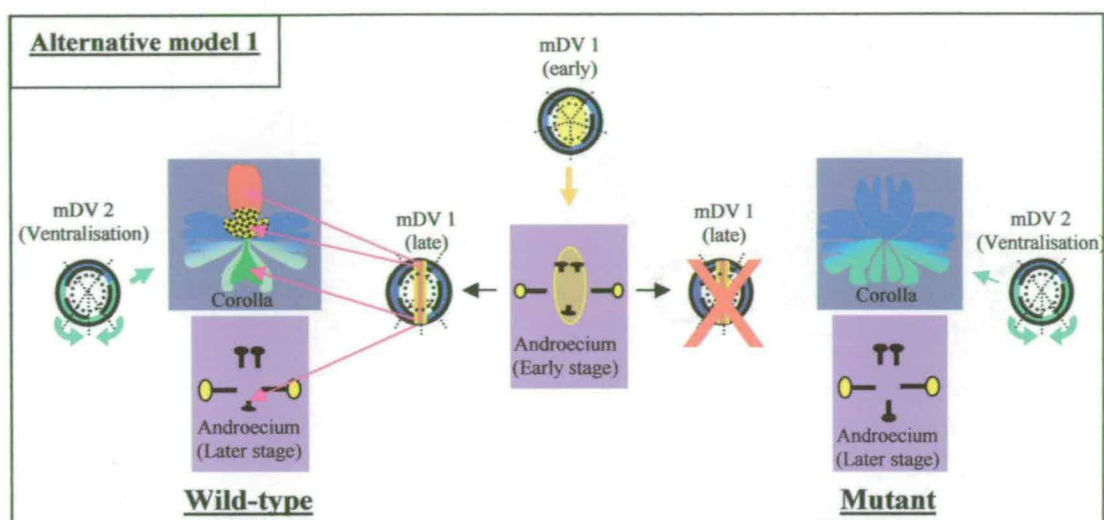 Alternative model 1
mDV 1
(early)
mDV 2
(Ventralisation)
Corolla
mDV 1
(late)
Androecium
(Early stage)
mDV 1
(late)
Corolla
mDV 2
(Ventralisation)
Androecium
(Later stage)
Androecium
(Later stage)
Wild-type
Mutant